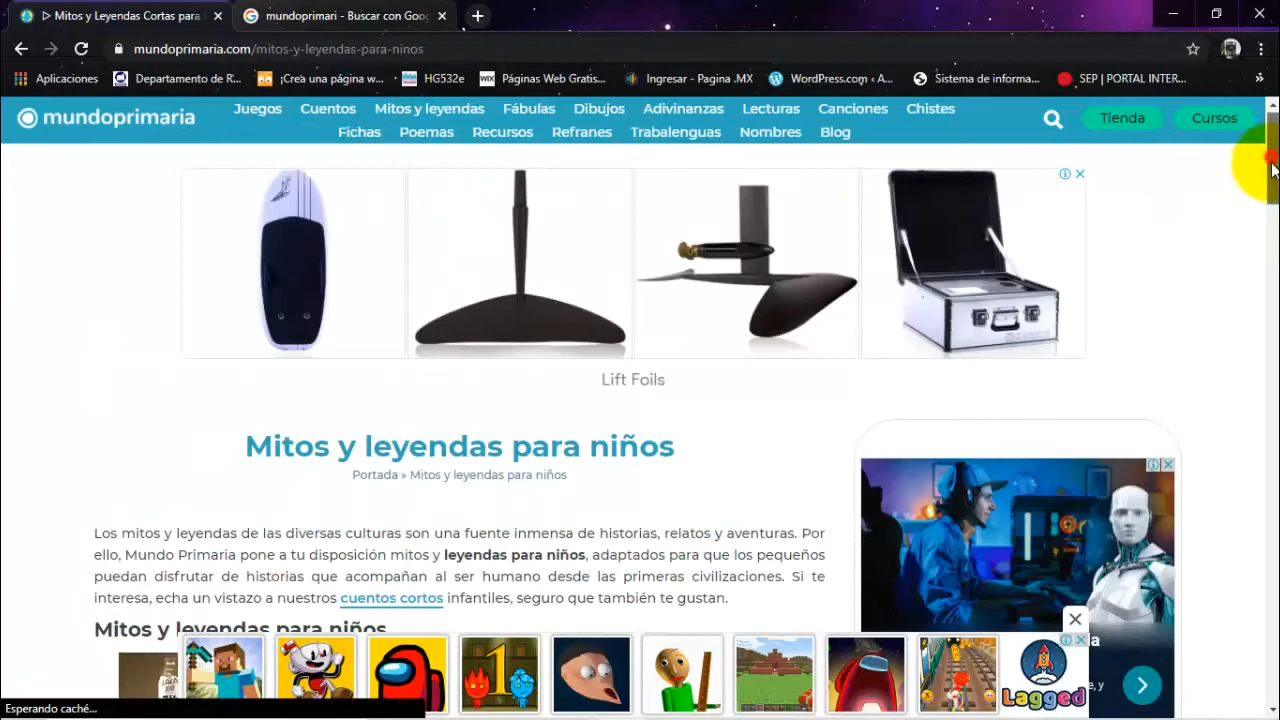 ▷ Mitos y Leyendas Cortas para
mundoprimari - Buscar con Goog
mundoprimaria.com/mitos-y-leyendas-para-ninos
Aplicaciones
Departamento de R...
¡Crea una página w...
HG532e
WIX
Páginas Web Gratis...
Ingresar - Pagina .MX
WordPress.com ‹ A...
Sistema de informa...
SEP | PORTAL INTER...
mundoprimaria
Juegos Cuentos Mitos y leyendas Fábulas Dibujos Adivinanzas Lecturas Canciones Chistes
Fichas Poemas Recursos Refranes Trabalenguas Nombres Blog
Tienda Cursos
Lift Foils
Mitos y leyendas para niños
Portada » Mitos y leyendas para niños
Los mitos y leyendas de las diversas culturas son una fuente inmensa de historias, relatos y aventuras. Por
ello, Mundo Primaria pone a tu disposición mitos y leyendas para niños, adaptados para que los pequeños
puedan disfrutar de historias que acompañan al ser humano desde las primeras civilizaciones. Si te
interesa, echa un vistazo a nuestros cuentos cortos infantiles, seguro que también te gustan.
Mitos y leyendas para niños
Lagged
Esperando caché...